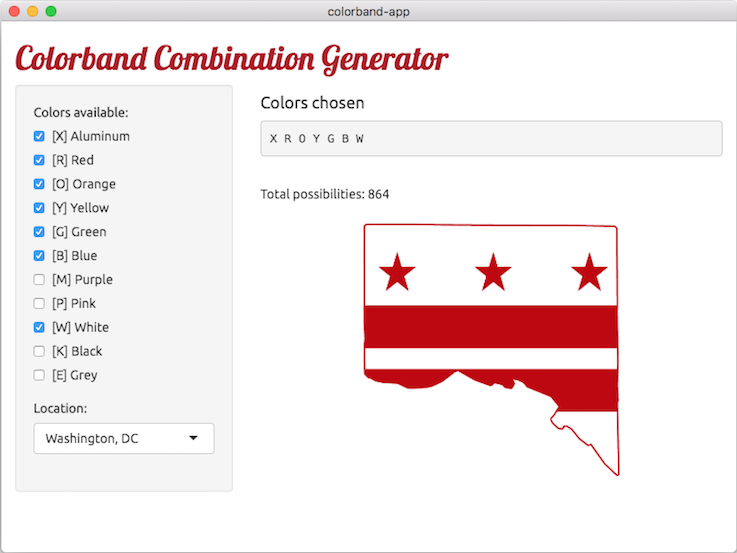 colorband-app
Colorband Combination Generator
Colors available:
[X] Aluminum
[R] Red
[O] Orange
[Y] Yellow
[G] Green
[B] Blue
[M] Purple
[P] Pink
[W] White
[K] Black
[E] Grey
Location:
Washington, DC
Colors chosen
X R O Y G B W
Total possibilities: 864